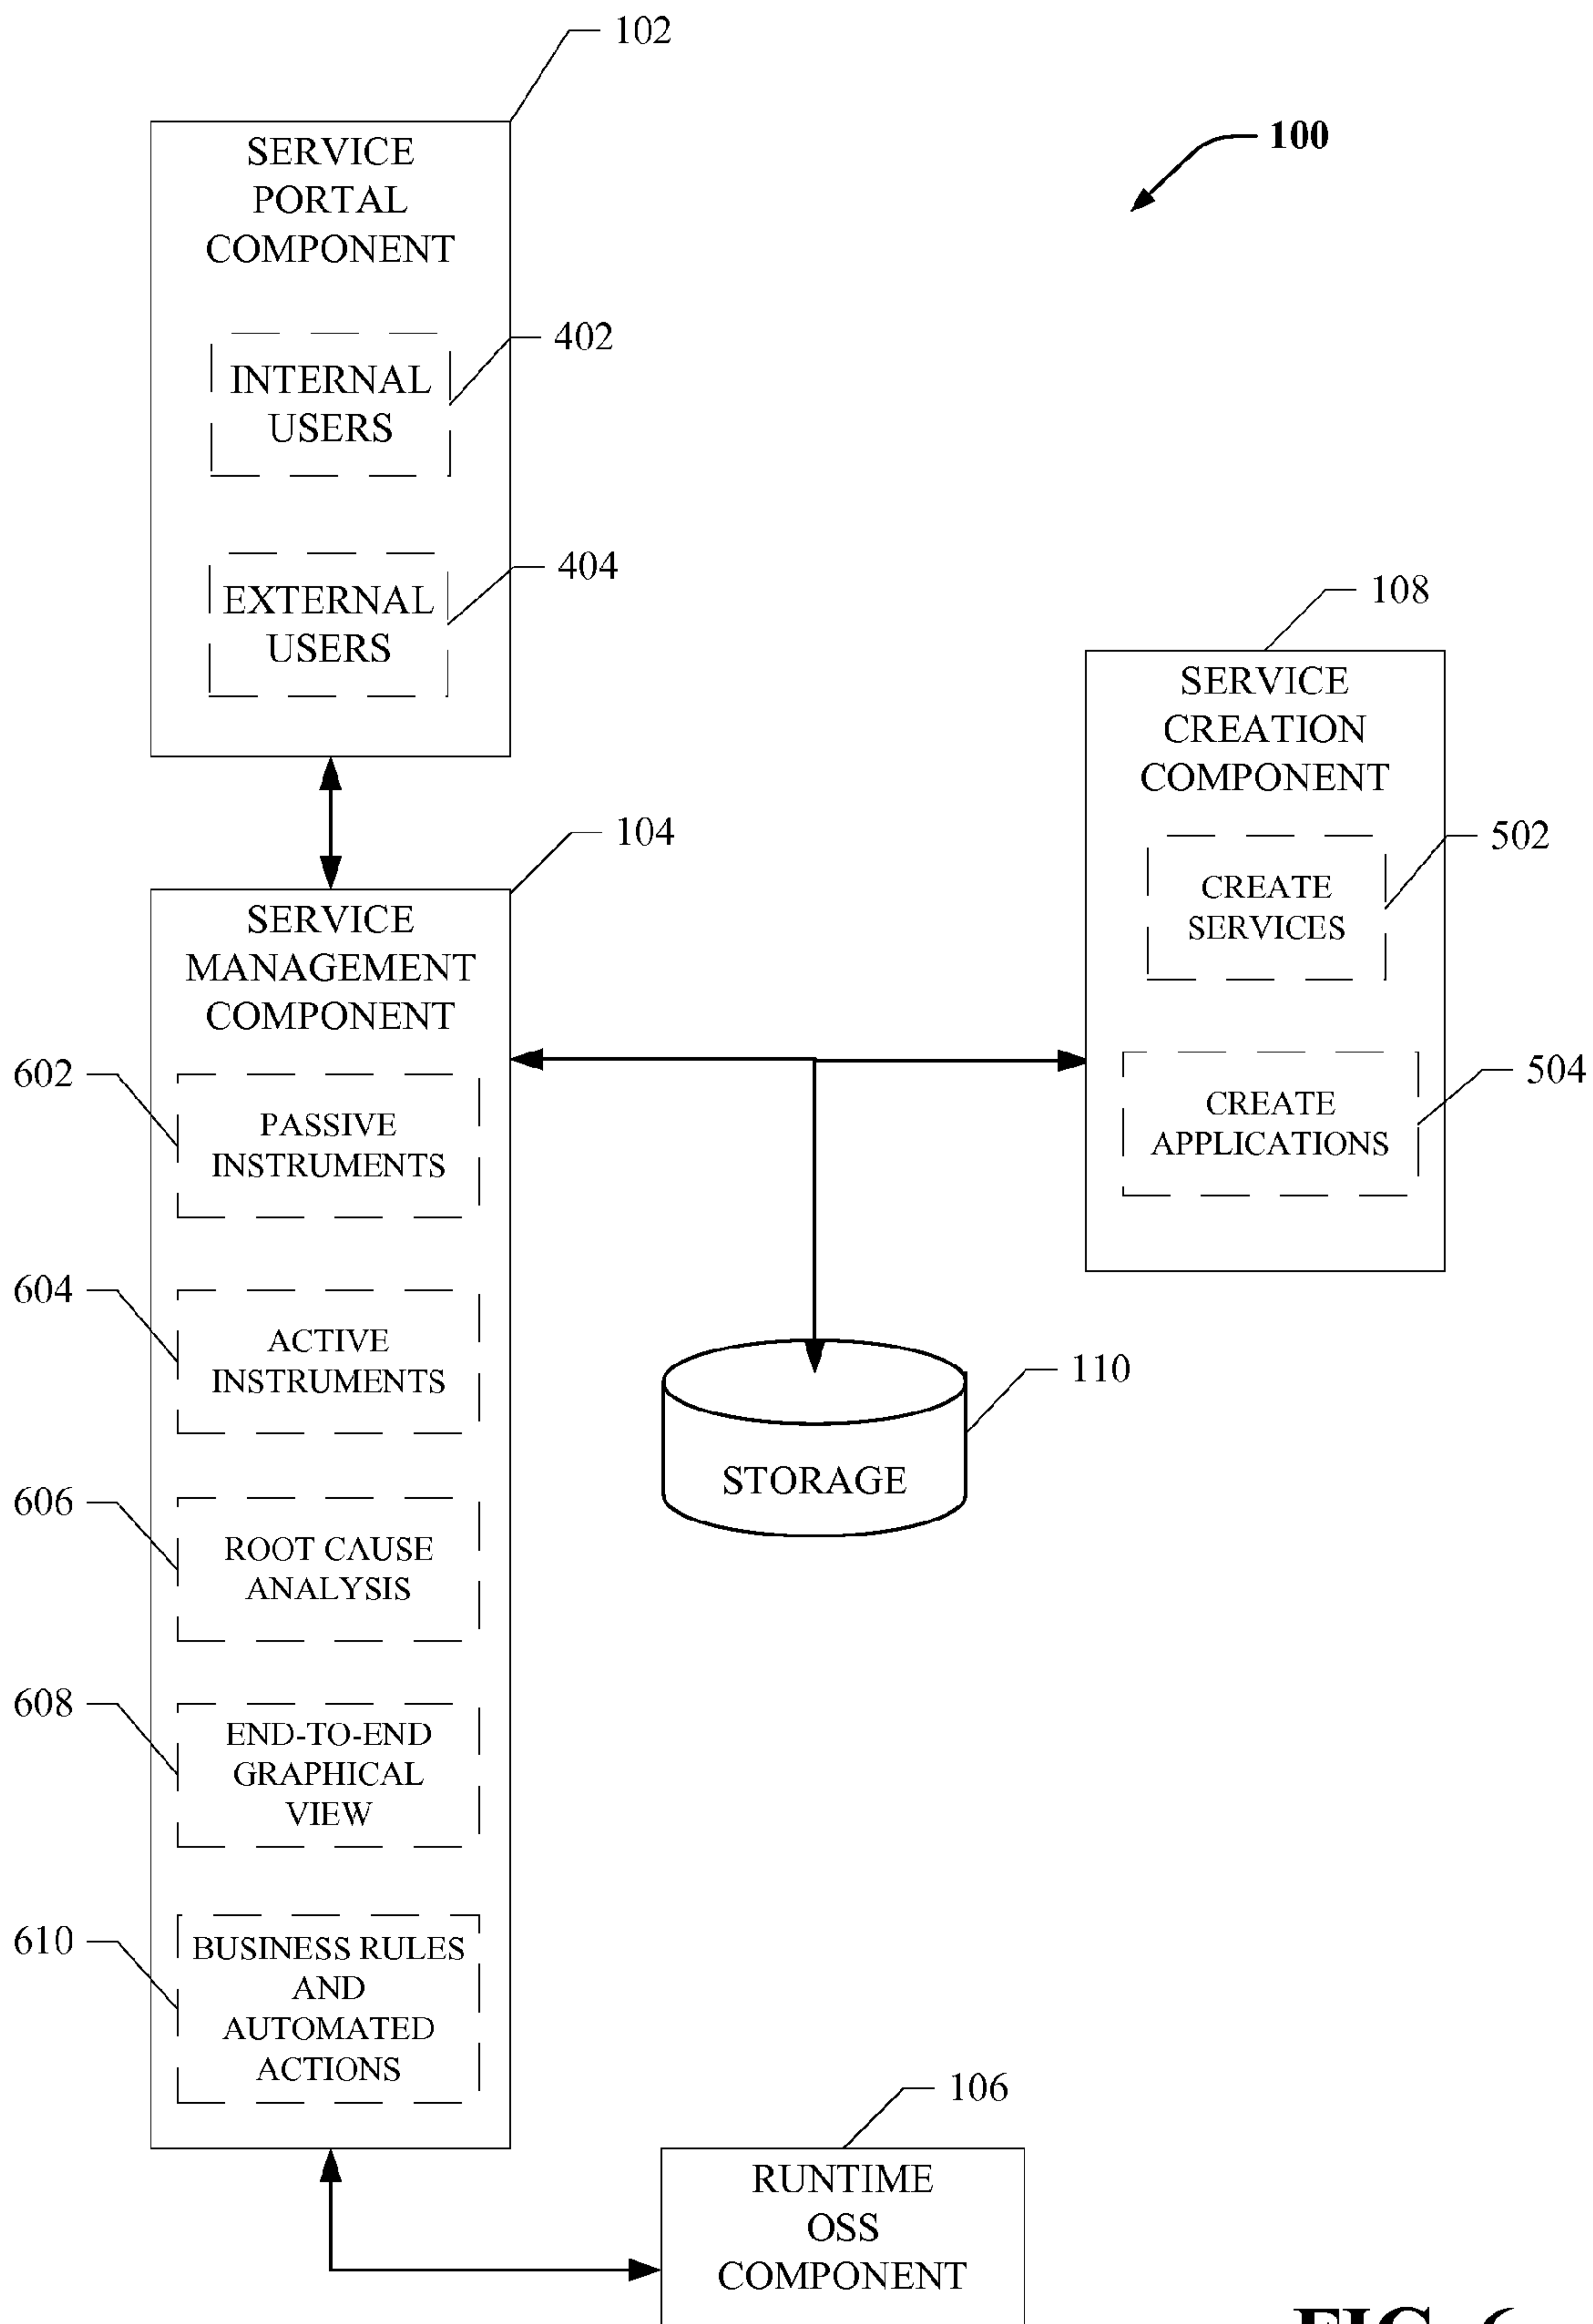 102
100
SERVICE
PORTAL
COMPONENT
402
INTERNAL
USERS
404
EXTERNAL
USERS
108
SERVICE
CREATION
COMPONENT
502
CREATE
SERVICES
504
CREATE
APPLICATIONS
104
SERVICE
MANAGEMENT
COMPONENT
602
PASSIVE
INSTRUMENTS
604
ACTIVE
INSTRUMENTS
110
STORAGE
606
ROOT CAUSE
ANALYSIS
608
END-TO-END
GRAPHICAL
VIEW
610
BUSINESS RULES
AND
AUTOMATED
ACTIONS
106
RUNTIME
OSS
COMPONENT
FIG. 6